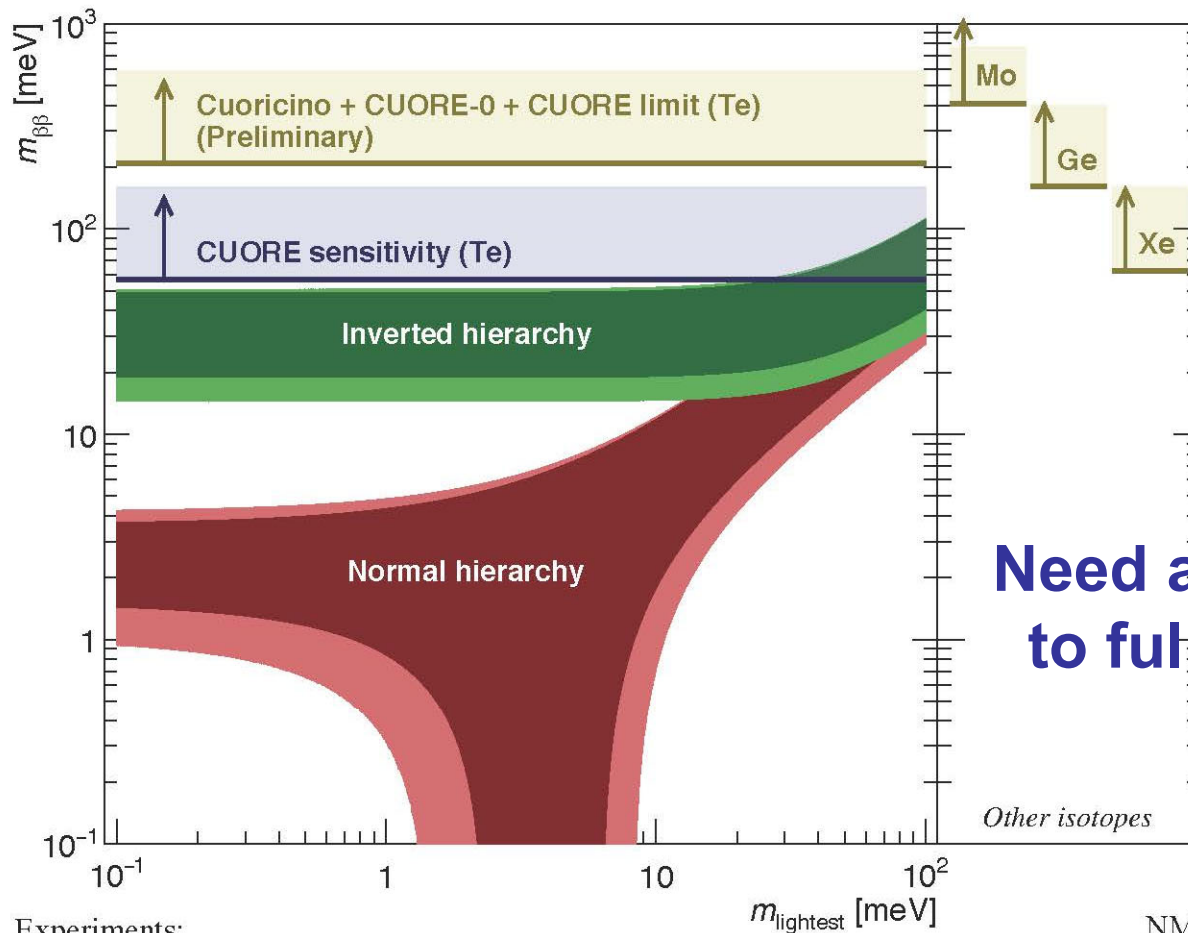 m_ββ [meV]
10³
10²
10
1
10⁻¹
Cuoricino + CUORE-0 + CUORE limit (Te)
(Preliminary)
CUORE sensitivity (Te)
Inverted hierarchy
Normal hierarchy
Mo
Ge
Xe
Need a
to ful
Other isotopes
10⁻¹
1
10
10²
m_lightest [meV]
Experiments:
NM